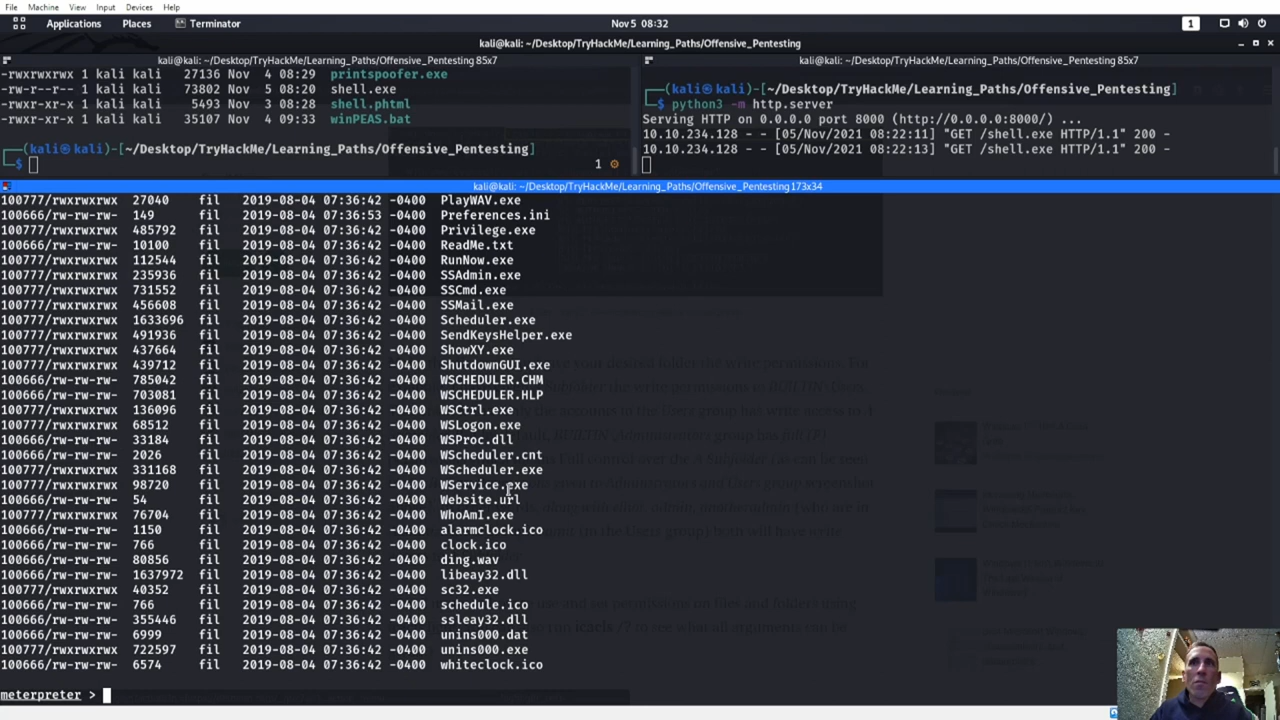 File Machine View Input Devices Help
Applications Places Terminator Nov 5 08:32 1
kali@kali: ~/Desktop/TryHackMe/Learning_Paths/Offensive_Pentesting
kali@kali: ~/Desktop/TryHackMe/Learning_Paths/Offensive_Pentesting 85x7
-rwxrwxrwx 1 kali kali 27136 Nov 4 08:29 printspoofer.exe
-rw-r--r-- 1 kali kali 73802 Nov 5 08:20 shell.exe
-rwxr-xr-x 1 kali kali 5493 Nov 3 08:28 shell.phtml
-rwxr-xr-x 1 kali kali 35107 Nov 4 09:33 winPEAS.bat
(kali㉿kali)-[~/Desktop/TryHackMe/Learning_Paths/Offensive_Pentesting]
$ 1
kali@kali: ~/Desktop/TryHackMe/Learning_Paths/Offensive_Pentesting 85x7
(kali㉿kali)-[~/Desktop/TryHackMe/Learning_Paths/Offensive_Pentesting]
$ python3 -m http.server
Serving HTTP on 0.0.0.0 port 8000 (http://0.0.0.0:8000/) ...
10.10.234.128 - - [05/Nov/2021 08:22:11] "GET /shell.exe HTTP/1.1" 200 -
10.10.234.128 - - [05/Nov/2021 08:22:13] "GET /shell.exe HTTP/1.1" 200 -
kali@kali: ~/Desktop/TryHackMe/Learning_Paths/Offensive_Pentesting 173x34
100777/rwxrwxrwx 27040 fil 2019-08-04 07:36:42 -0400 PlayWAV.exe
100666/rw-rw-rw- 149 fil 2019-08-04 07:36:53 -0400 Preferences.ini
100777/rwxrwxrwx 485792 fil 2019-08-04 07:36:42 -0400 Privilege.exe
100666/rw-rw-rw- 10100 fil 2019-08-04 07:36:42 -0400 ReadMe.txt
100777/rwxrwxrwx 112544 fil 2019-08-04 07:36:42 -0400 RunNow.exe
100777/rwxrwxrwx 235936 fil 2019-08-04 07:36:42 -0400 SSAdmin.exe
100777/rwxrwxrwx 731552 fil 2019-08-04 07:36:42 -0400 SSCmd.exe
100777/rwxrwxrwx 456608 fil 2019-08-04 07:36:42 -0400 SSMail.exe
100777/rwxrwxrwx 1633696 fil 2019-08-04 07:36:42 -0400 Scheduler.exe
100777/rwxrwxrwx 491936 fil 2019-08-04 07:36:42 -0400 SendKeysHelper.exe
100777/rwxrwxrwx 437664 fil 2019-08-04 07:36:42 -0400 ShowXY.exe
100777/rwxrwxrwx 439712 fil 2019-08-04 07:36:42 -0400 ShutdownGUI.exe
100666/rw-rw-rw- 785042 fil 2019-08-04 07:36:42 -0400 WSCHEDULER.CHM
100666/rw-rw-rw- 703081 fil 2019-08-04 07:36:42 -0400 WSCHEDULER.HLP
100777/rwxrwxrwx 136096 fil 2019-08-04 07:36:42 -0400 WSCtrl.exe
100777/rwxrwxrwx 68512 fil 2019-08-04 07:36:42 -0400 WSLogon.exe
100666/rw-rw-rw- 33184 fil 2019-08-04 07:36:42 -0400 WSProc.dll
100666/rw-rw-rw- 2026 fil 2019-08-04 07:36:42 -0400 WScheduler.cnt
100777/rwxrwxrwx 331168 fil 2019-08-04 07:36:42 -0400 WScheduler.exe
100777/rwxrwxrwx 98720 fil 2019-08-04 07:36:42 -0400 WService.exe
100666/rw-rw-rw- 54 fil 2019-08-04 07:36:42 -0400 Website.url
100777/rwxrwxrwx 76704 fil 2019-08-04 07:36:42 -0400 WhoAmI.exe
100666/rw-rw-rw- 1150 fil 2019-08-04 07:36:42 -0400 alarmclock.ico
100666/rw-rw-rw- 766 fil 2019-08-04 07:36:42 -0400 clock.ico
100666/rw-rw-rw- 80856 fil 2019-08-04 07:36:42 -0400 ding.wav
100666/rw-rw-rw- 1637972 fil 2019-08-04 07:36:42 -0400 libeay32.dll
100777/rwxrwxrwx 40352 fil 2019-08-04 07:36:42 -0400 sc32.exe
100666/rw-rw-rw- 766 fil 2019-08-04 07:36:42 -0400 schedule.ico
100666/rw-rw-rw- 355446 fil 2019-08-04 07:36:42 -0400 ssleay32.dll
100666/rw-rw-rw- 6999 fil 2019-08-04 07:36:42 -0400 unins000.dat
100777/rwxrwxrwx 722597 fil 2019-08-04 07:36:42 -0400 unins000.exe
100666/rw-rw-rw- 6574 fil 2019-08-04 07:36:42 -0400 whiteclock.ico
meterpreter >